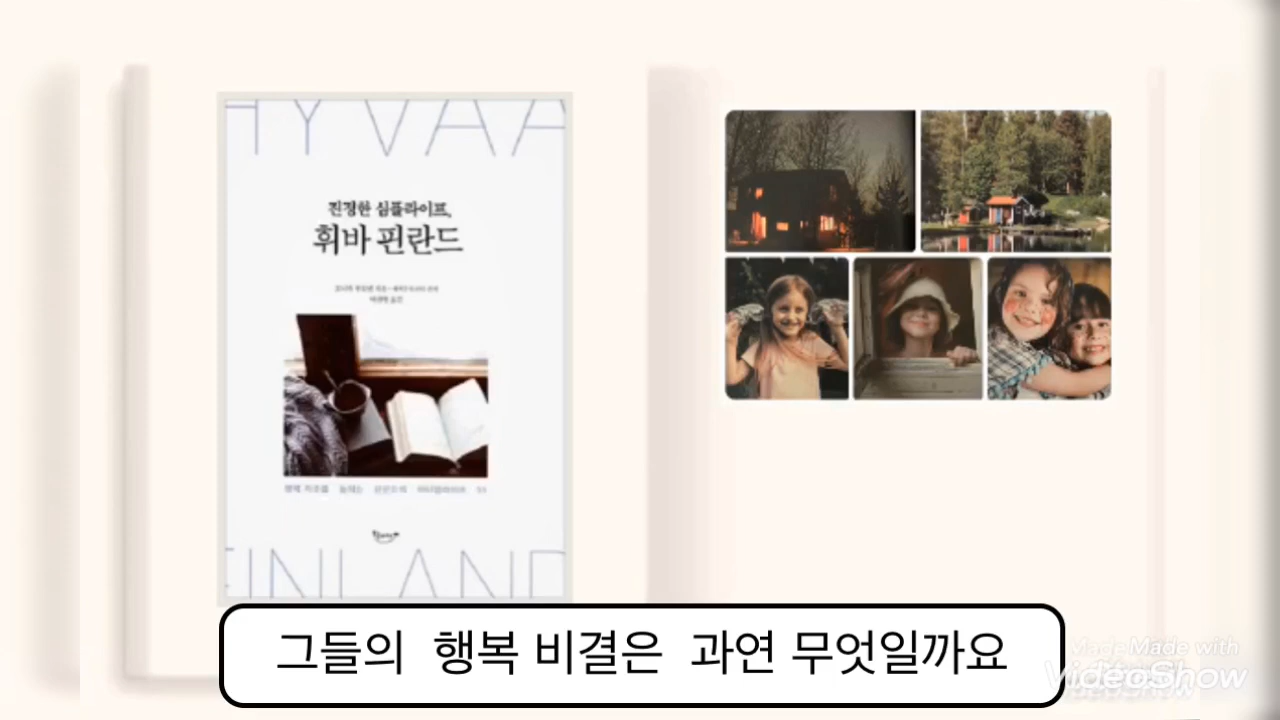 HYVAA
진정한 심플라이프,
휘바 핀란드
FINLAND
그들의 행복 비결은 과연 무엇일까요
Made with
VideoShow